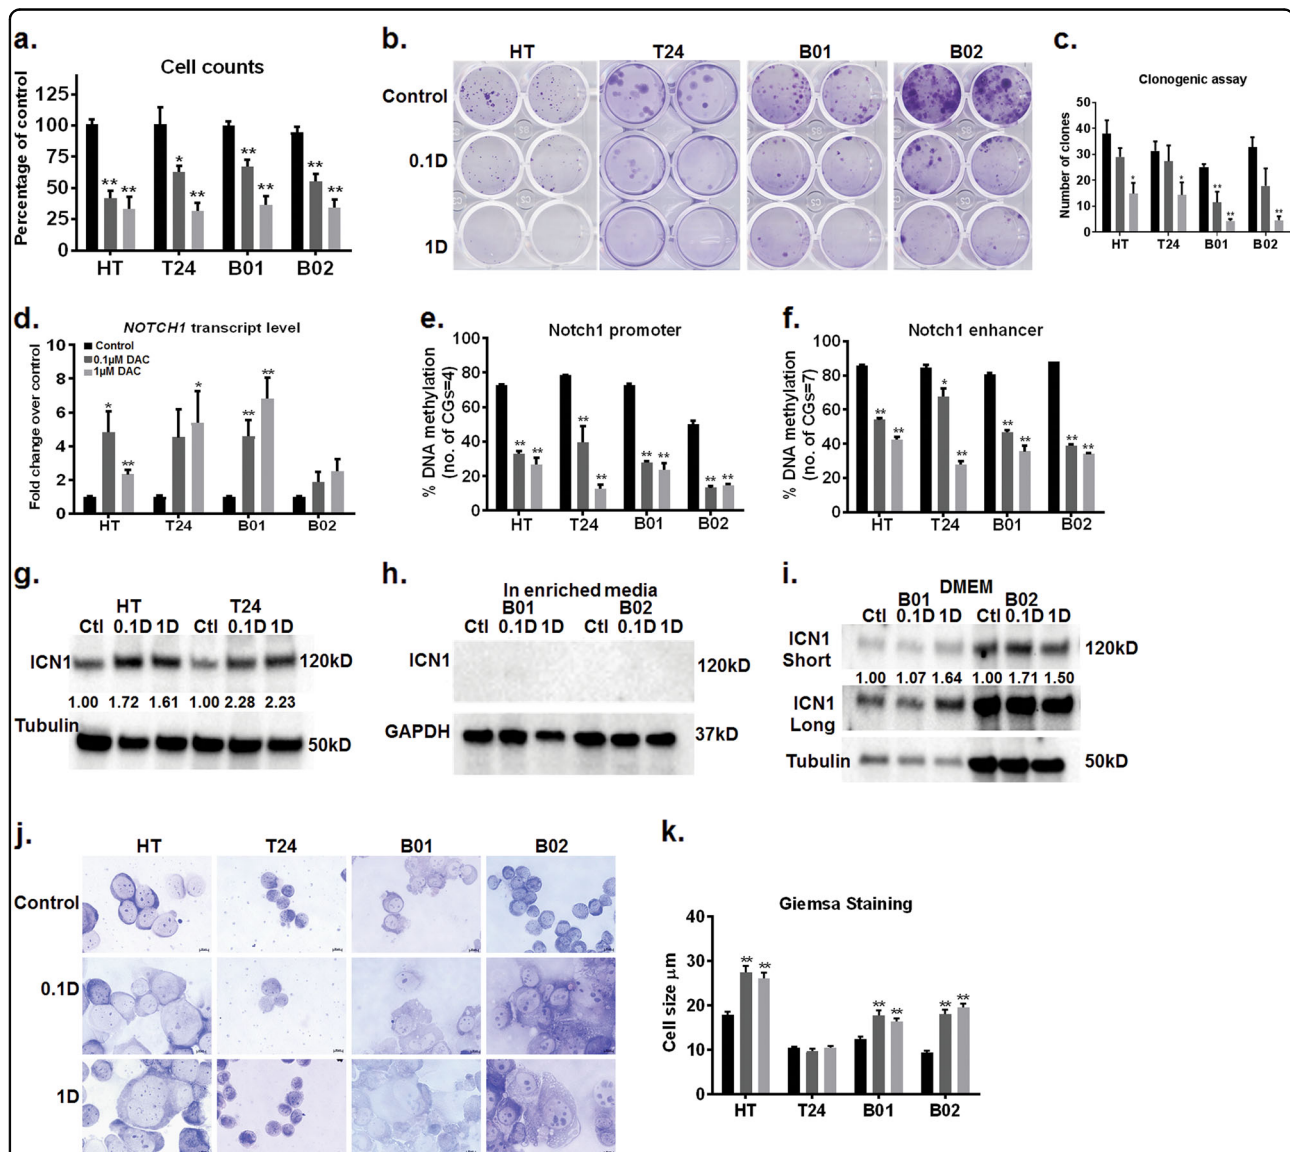 a.
Cell counts
Percentage of control
125
100
75
50
25
0
** ** * ** ** ** ** **
HT T24 B01 B02
b.
HT T24 B01 B02
Control
0.1D
1D
c.
Clonogenic assay
Number of clones
50
40
30
20
10
0
* * ** ** **
HT T24 B01 B02
d.
NOTCH1 transcript level
Control
0.1μM DAC
1μM DAC
Fold change over control
10
8
6
4
2
0
* ** * ** **
HT T24 B01 B02
e.
Notch1 promoter
% DNA methylation
(no. of CGs=4)
80
60
40
20
0
** ** ** ** ** ** ** **
HT T24 B01 B02
f.
Notch1 enhancer
% DNA methylation
(no. of CGs=7)
100
80
60
40
20
0
** ** * ** ** ** ** **
HT T24 B01 B02
g.
HT T24
Ctl 0.1D 1D Ctl 0.1D 1D
ICN1 120kD
1.00 1.72 1.61 1.00 2.28 2.23
Tubulin 50kD
h.
In enriched media
B01 B02
Ctl 0.1D 1D Ctl 0.1D 1D
ICN1 120kD
GAPDH 37kD
i.
DMEM
B01 B02
Ctl 0.1D 1D Ctl 0.1D 1D
ICN1
Short 120kD
1.00 1.07 1.64 1.00 1.71 1.50
ICN1
Long
Tubulin 50kD
j.
HT T24 B01 B02
Control
0.1D
1D
k.
Giemsa Staining
Cell size μm
40
30
20
10
0
** ** ** ** ** **
HT T24 B01 B02